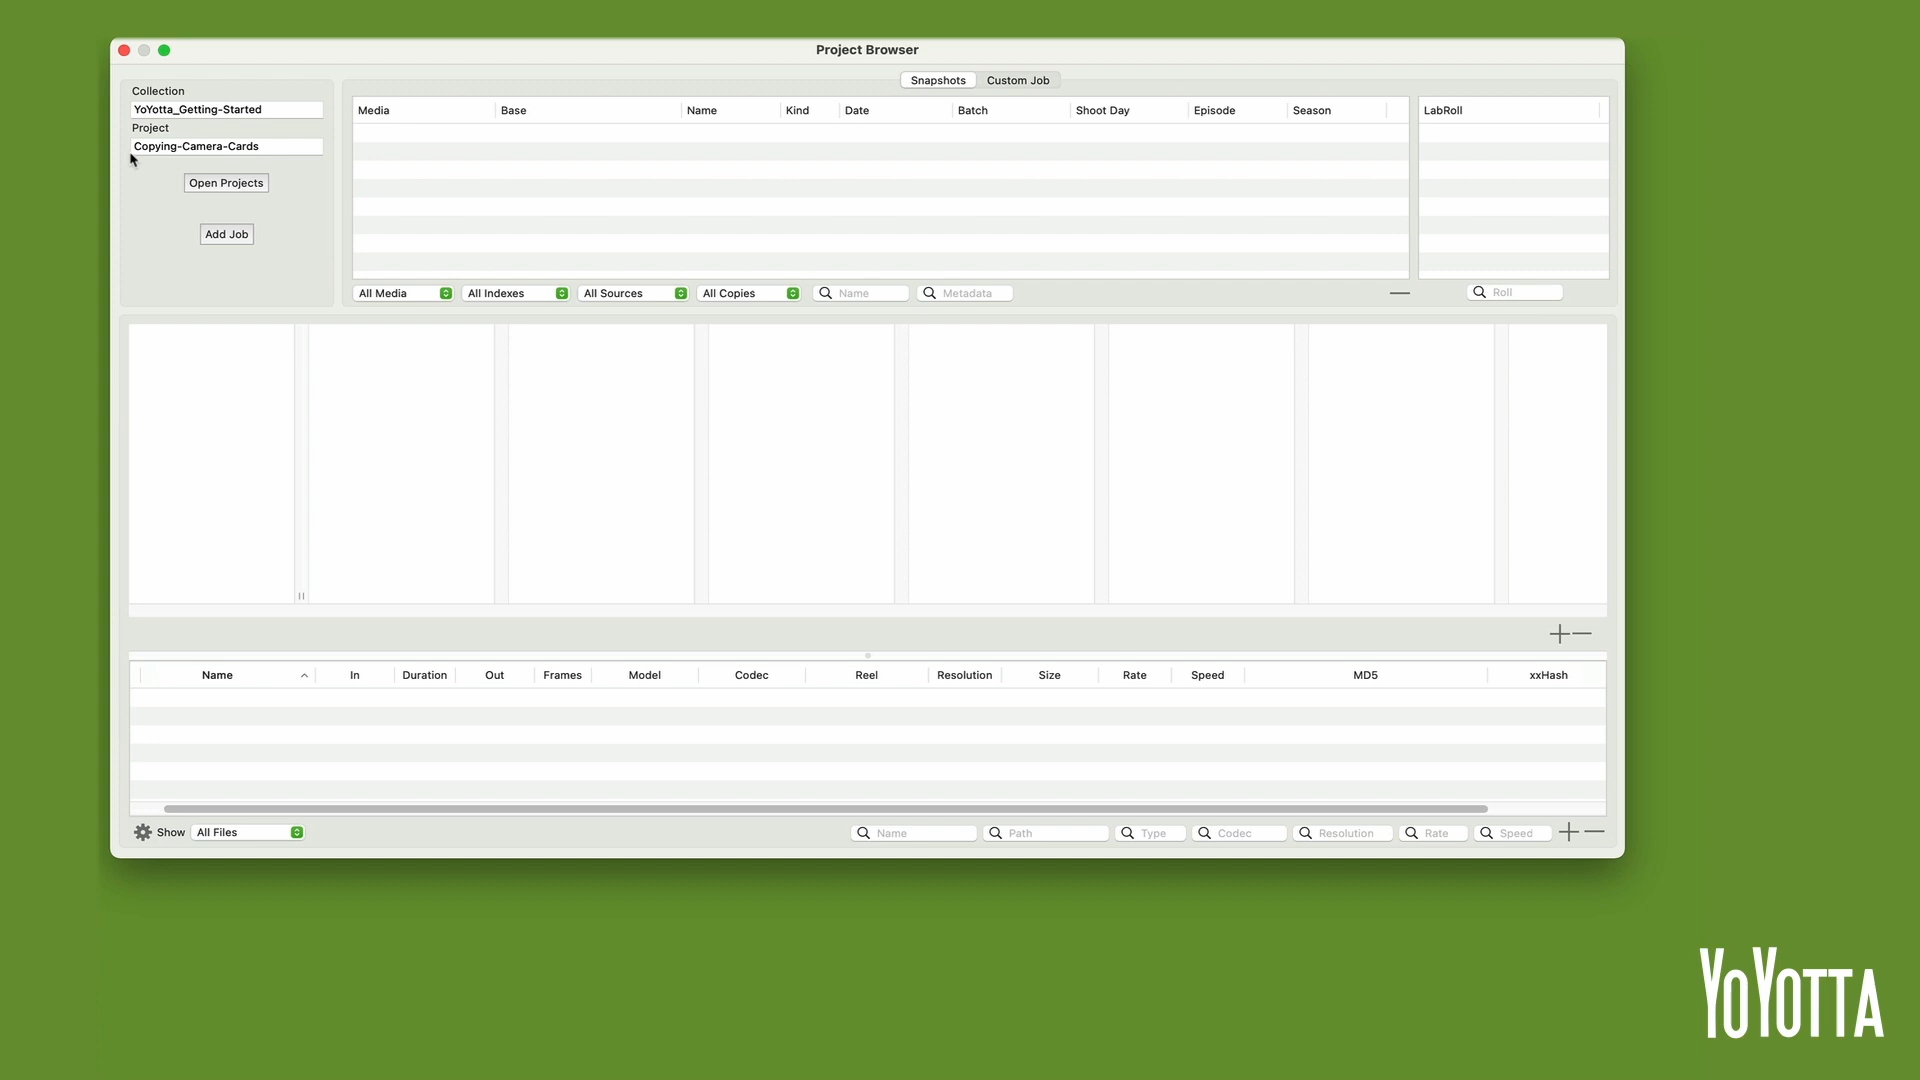 Project Browser
Snapshots Custom Job
Collection
YoYotta_Getting-Started
Project
Copying-Camera-Cards
Open Projects
Add Job
Media Base Name Kind Date Batch Shoot Day Episode Season
LabRoll
All Media All Indexes All Sources All Copies Name Metadata
Roll
Name In Duration Out Frames Model Codec Reel Resolution Size Rate Speed MD5 xxHash
Show All Files
Name Path Type Codec Resolution Rate Speed
YOYOTTA